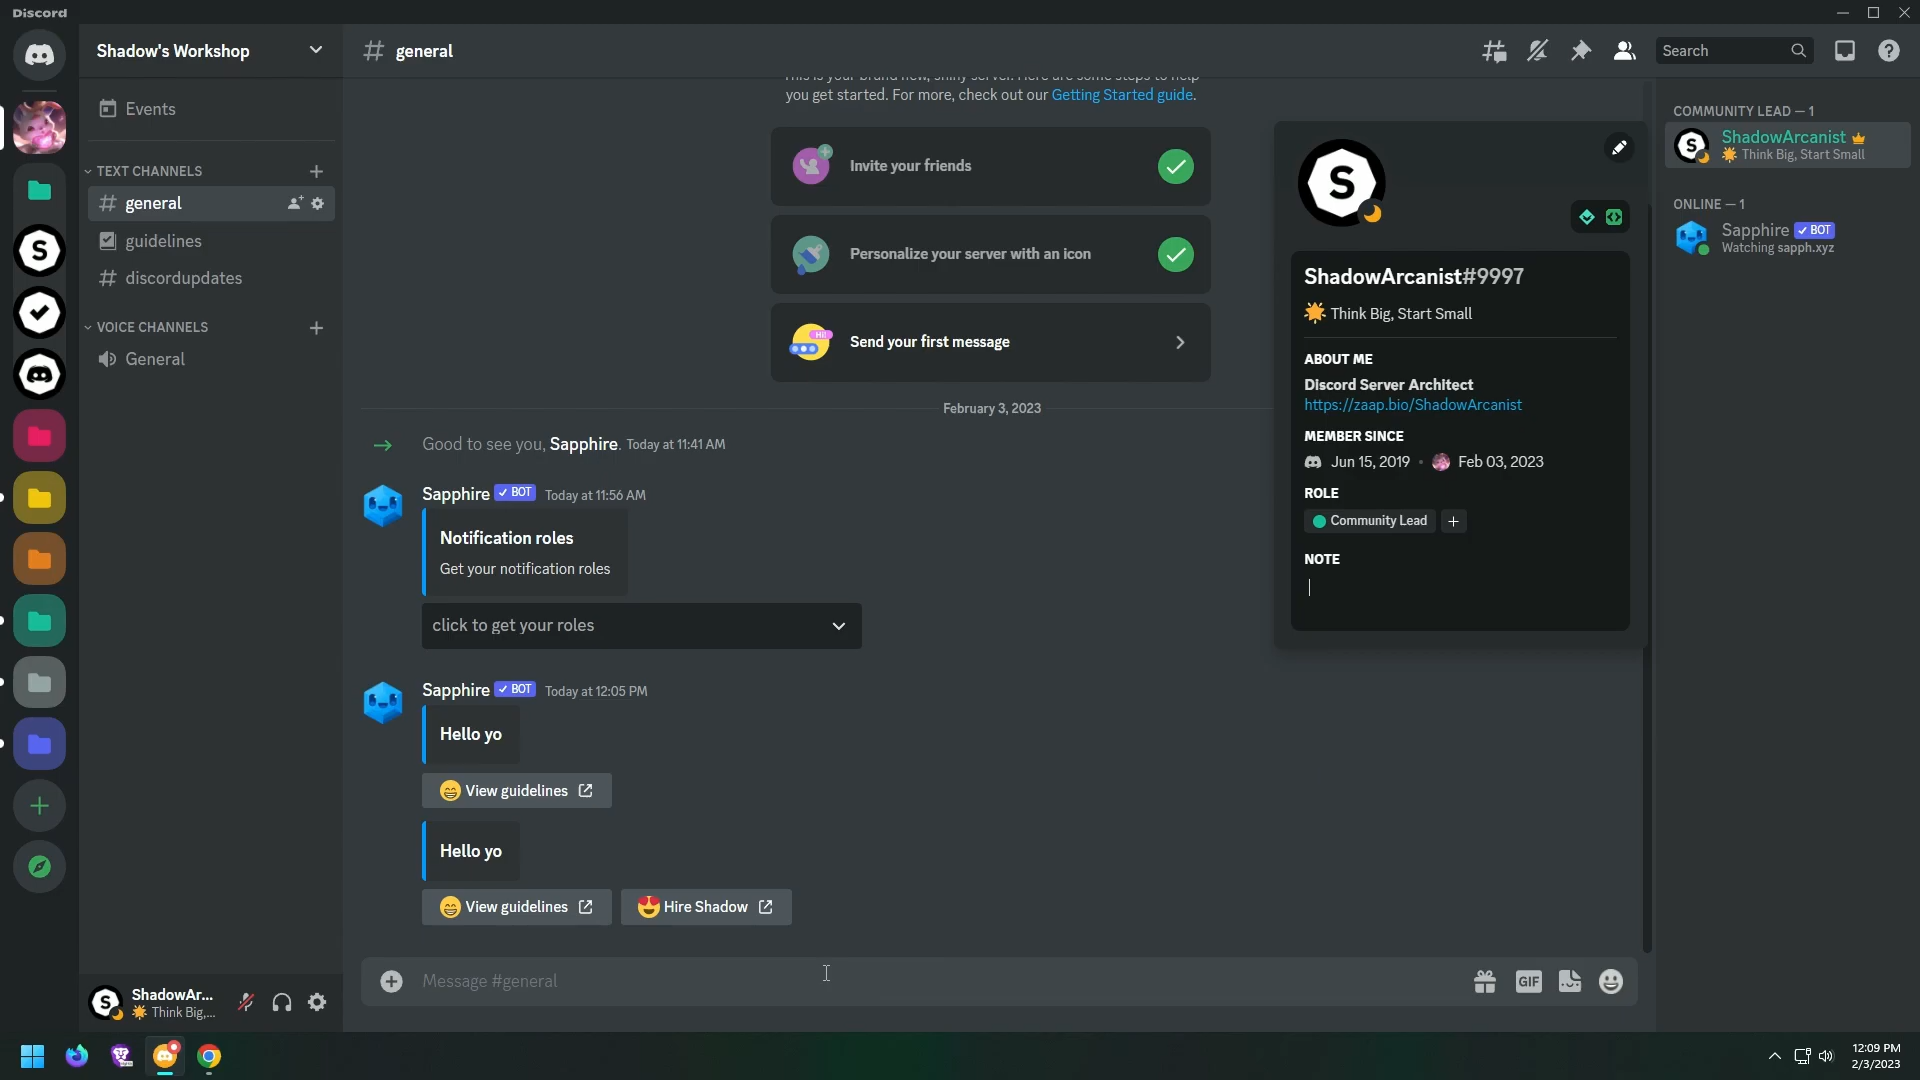 Discord
Shadow's Workshop
Events
TEXT CHANNELS
general
guidelines
discordupdates
VOICE CHANNELS
General
ShadowAr...
Think Big,...
general
Search
you get started. For more, check out our Getting Started guide.
Invite your friends
Personalize your server with an icon
Hi!
Send your first message
February 3, 2023
Good to see you, Sapphire. Today at 11:41 AM
Sapphire BOT Today at 11:56 AM
Notification roles
Get your notification roles
click to get your roles
Sapphire BOT Today at 12:05 PM
Hello yo
View guidelines
Hello yo
View guidelines
Hire Shadow
Message #general
GIF
S
ShadowArcanist#9997
Think Big, Start Small
ABOUT ME
Discord Server Architect
https://zaap.bio/ShadowArcanist
MEMBER SINCE
Jun 15, 2019 • Feb 03, 2023
ROLE
Community Lead
NOTE
COMMUNITY LEAD — 1
ShadowArcanist
Think Big, Start Small
ONLINE — 1
Sapphire BOT
Watching sapph.xyz
12:09 PM
2/3/2023